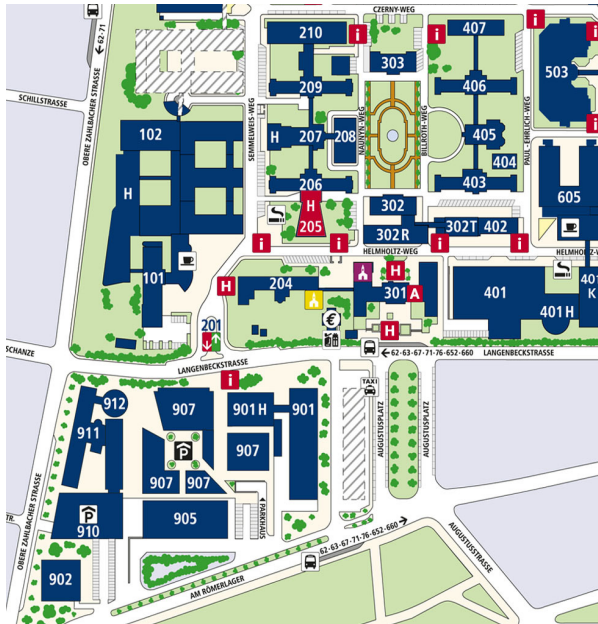 CZERNY-WEG
←62-71
210
i
i
407
i
303
503
209
406
SCHILLSTRASSE
OBERE ZAHLBACHER STRASSE
SEMMELWEIS-WEG
NAUNYN-WEG
BILLROTH-WEG
PAUL-EHRLICH-WEG
i
102
H
207
208
405
404
H
206
403
605
H
205
302
302R
302T
402
i
i
i
i
HELMHOLTZ-WEG
HELMHOLTZ-W
101
H
204
H
301
A
401
401H
401
K
201
€
H
SCHANZE
LANGENBECKSTRASSE
←62-63-67-71-76-652-660
LANGENBECKSTRASSE
i
TAXI
912
907
901H
901
911
907
P
907
907
AUGUSTUSPLATZ
AUGUSTUSPLATZ
P
910
905
PARKHAUS
OBERE ZAHLBACHER STRASSE
TR.
62-63-67-71-76-652-660→
AUGUSTUSSTRASSE
902
AM RÖMERLAGER